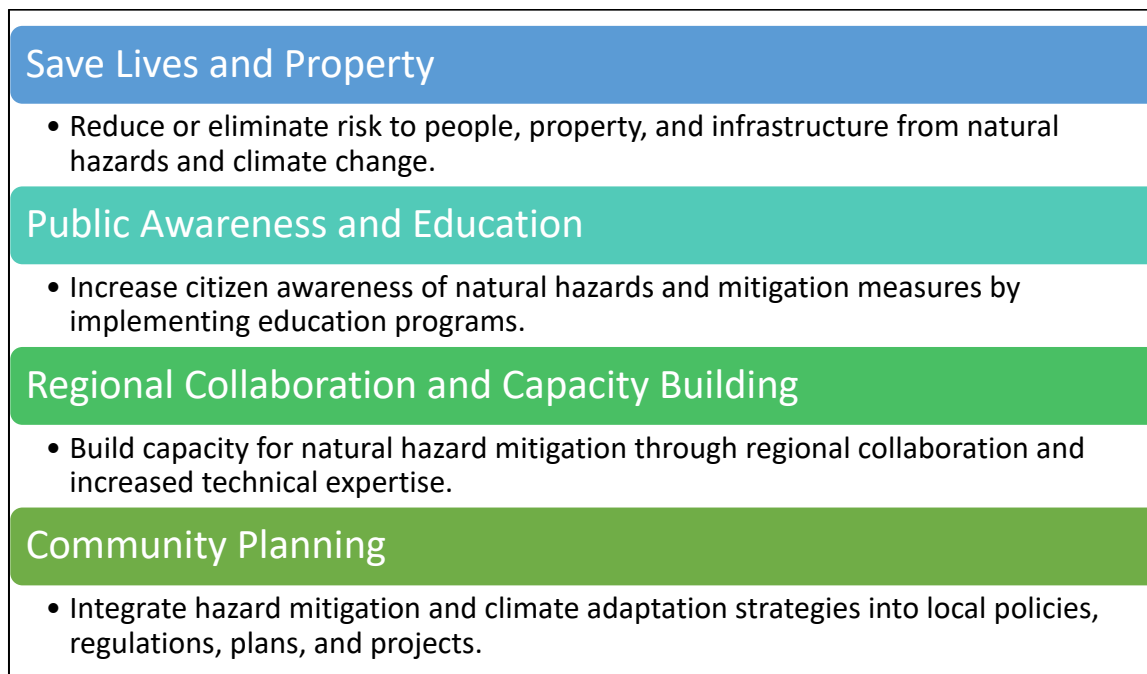 Save Lives and Property
• Reduce or eliminate risk to people, property, and infrastructure from natural
hazards and climate change.
Public Awareness and Education
• Increase citizen awareness of natural hazards and mitigation measures by
implementing education programs.
Regional Collaboration and Capacity Building
• Build capacity for natural hazard mitigation through regional collaboration and
increased technical expertise.
Community Planning
• Integrate hazard mitigation and climate adaptation strategies into local policies,
regulations, plans, and projects.